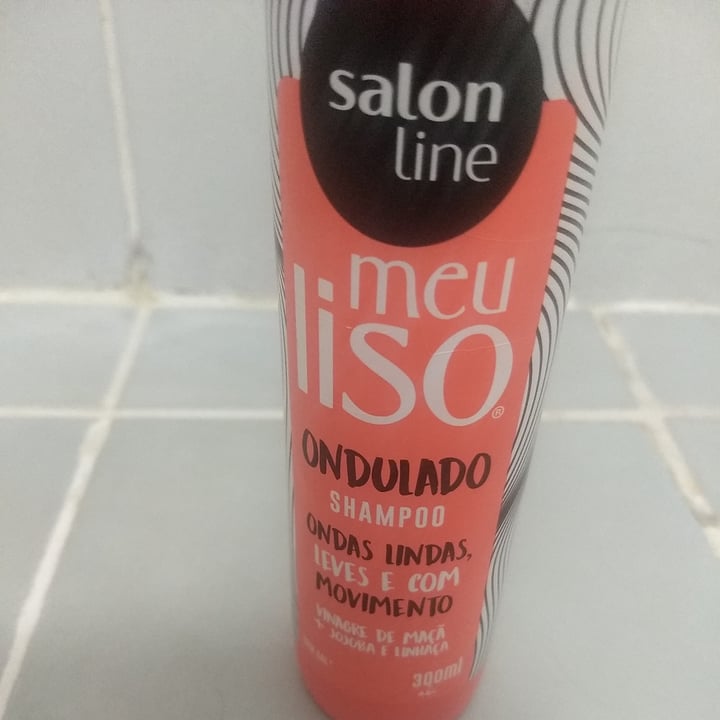 salon
line
meu
liso®
ONDULADO
SHAMPOO
ONDAS LINDAS,
LEVES E COM
MOVIMENTO
VINAGRE DE MAÇÃ
+ JOJOBA E LINHAÇA
300ml